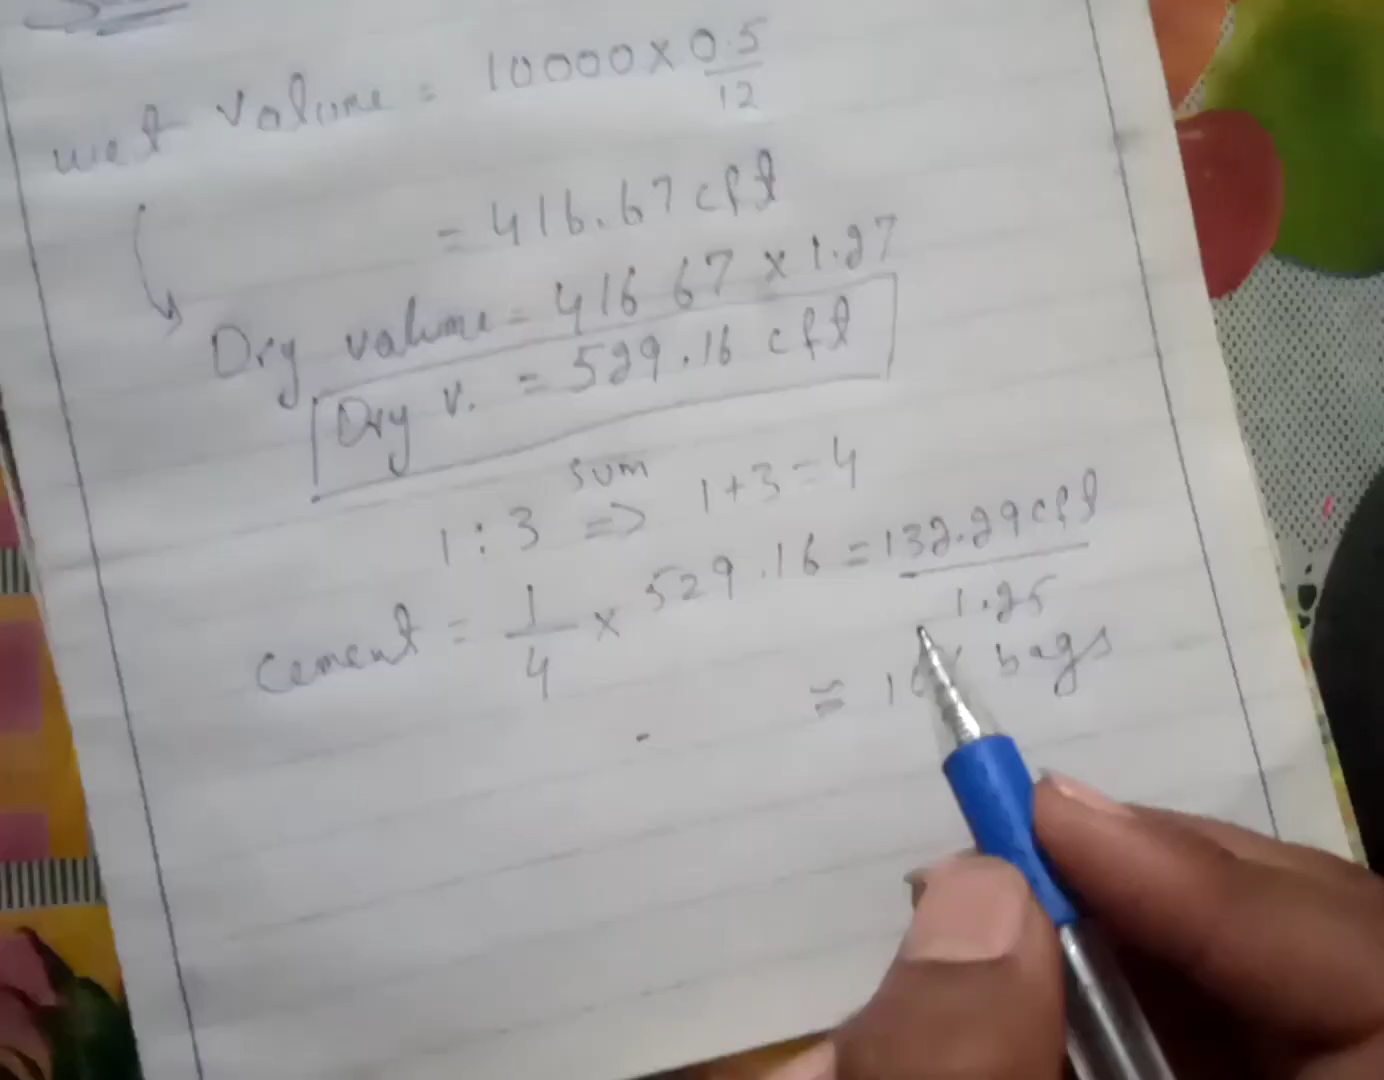 wet volume = 10000 x 0.5/12
= 416.67 cft
Dry volume = 416 67 x 1.27
Dry v. = 529.16 cft
sum
1 : 3 => 1+3=4
cement = 1/4 x 529.16 = 132.29 cft
1.25
≈ bags